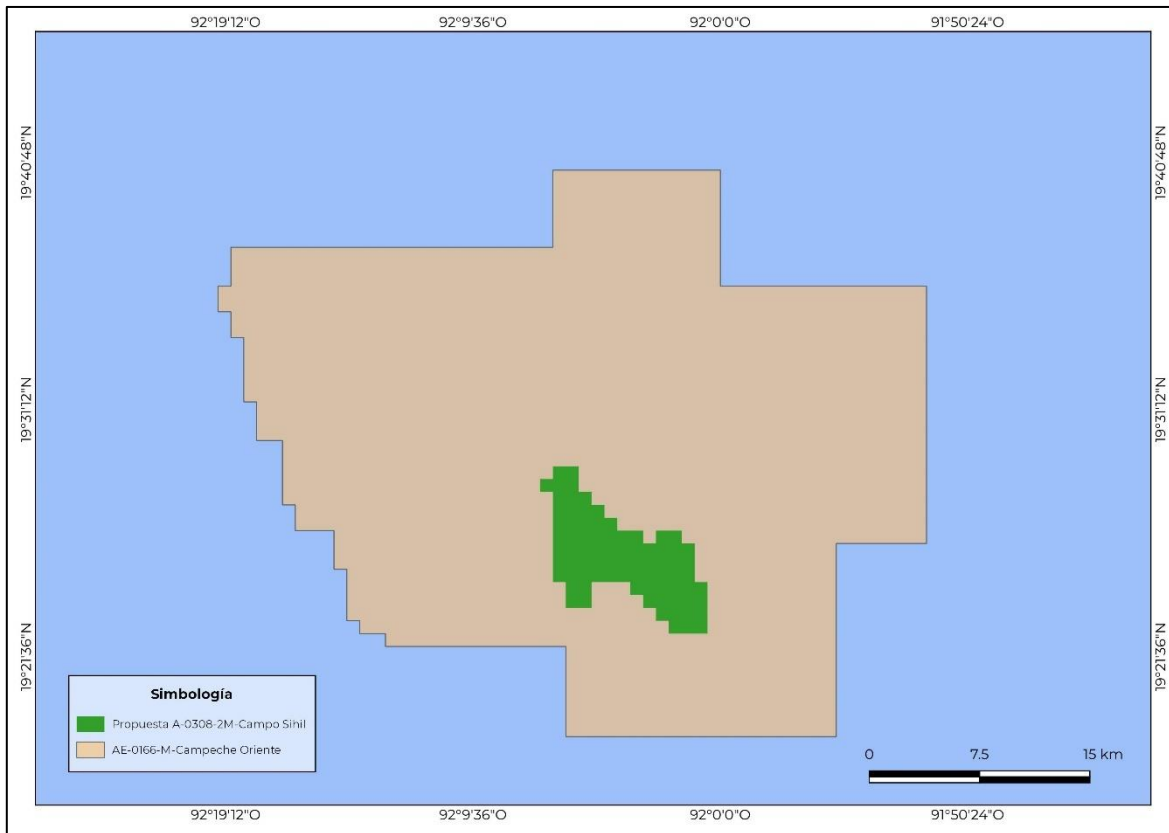 92°19'12"O 92°9'36"O 92°0'0"O 91°50'24"O
19°40'48"N
19°40'48"N
19°31'12"N
19°31'12"N
19°21'36"N
19°21'36"N
Simbología
Propuesta A-0308-2M-Campo Sihil
AE-0166-M-Campeche Oriente
0 7.5 15 km
92°19'12"O 92°9'36"O 92°0'0"O 91°50'24"O